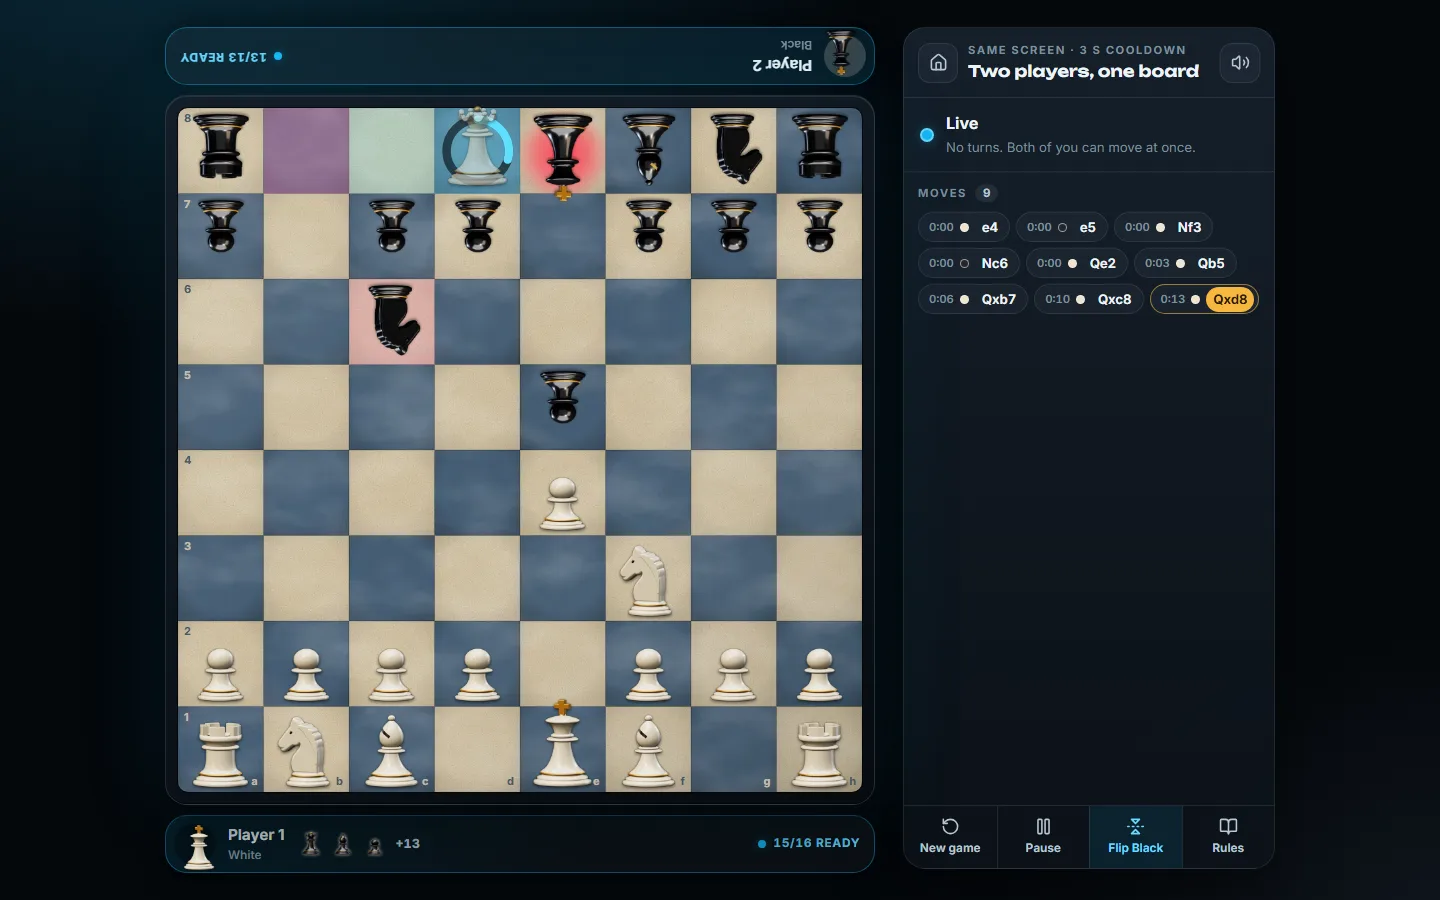 13/13 READY
Player 2
Black
SAME SCREEN · 3 S COOLDOWN
Two players, one board
Live
No turns. Both of you can move at once.
MOVES 9
0:00 e4 0:00 e5 0:00 Nf3
0:00 Nc6 0:00 Qe2 0:03 Qb5
0:06 Qxb7 0:10 Qxc8 0:13 Qxd8
8
7
6
5
4
3
2
1
a b c d e f g h
Player 1
White
+13
15/16 READY
New game Pause Flip Black Rules